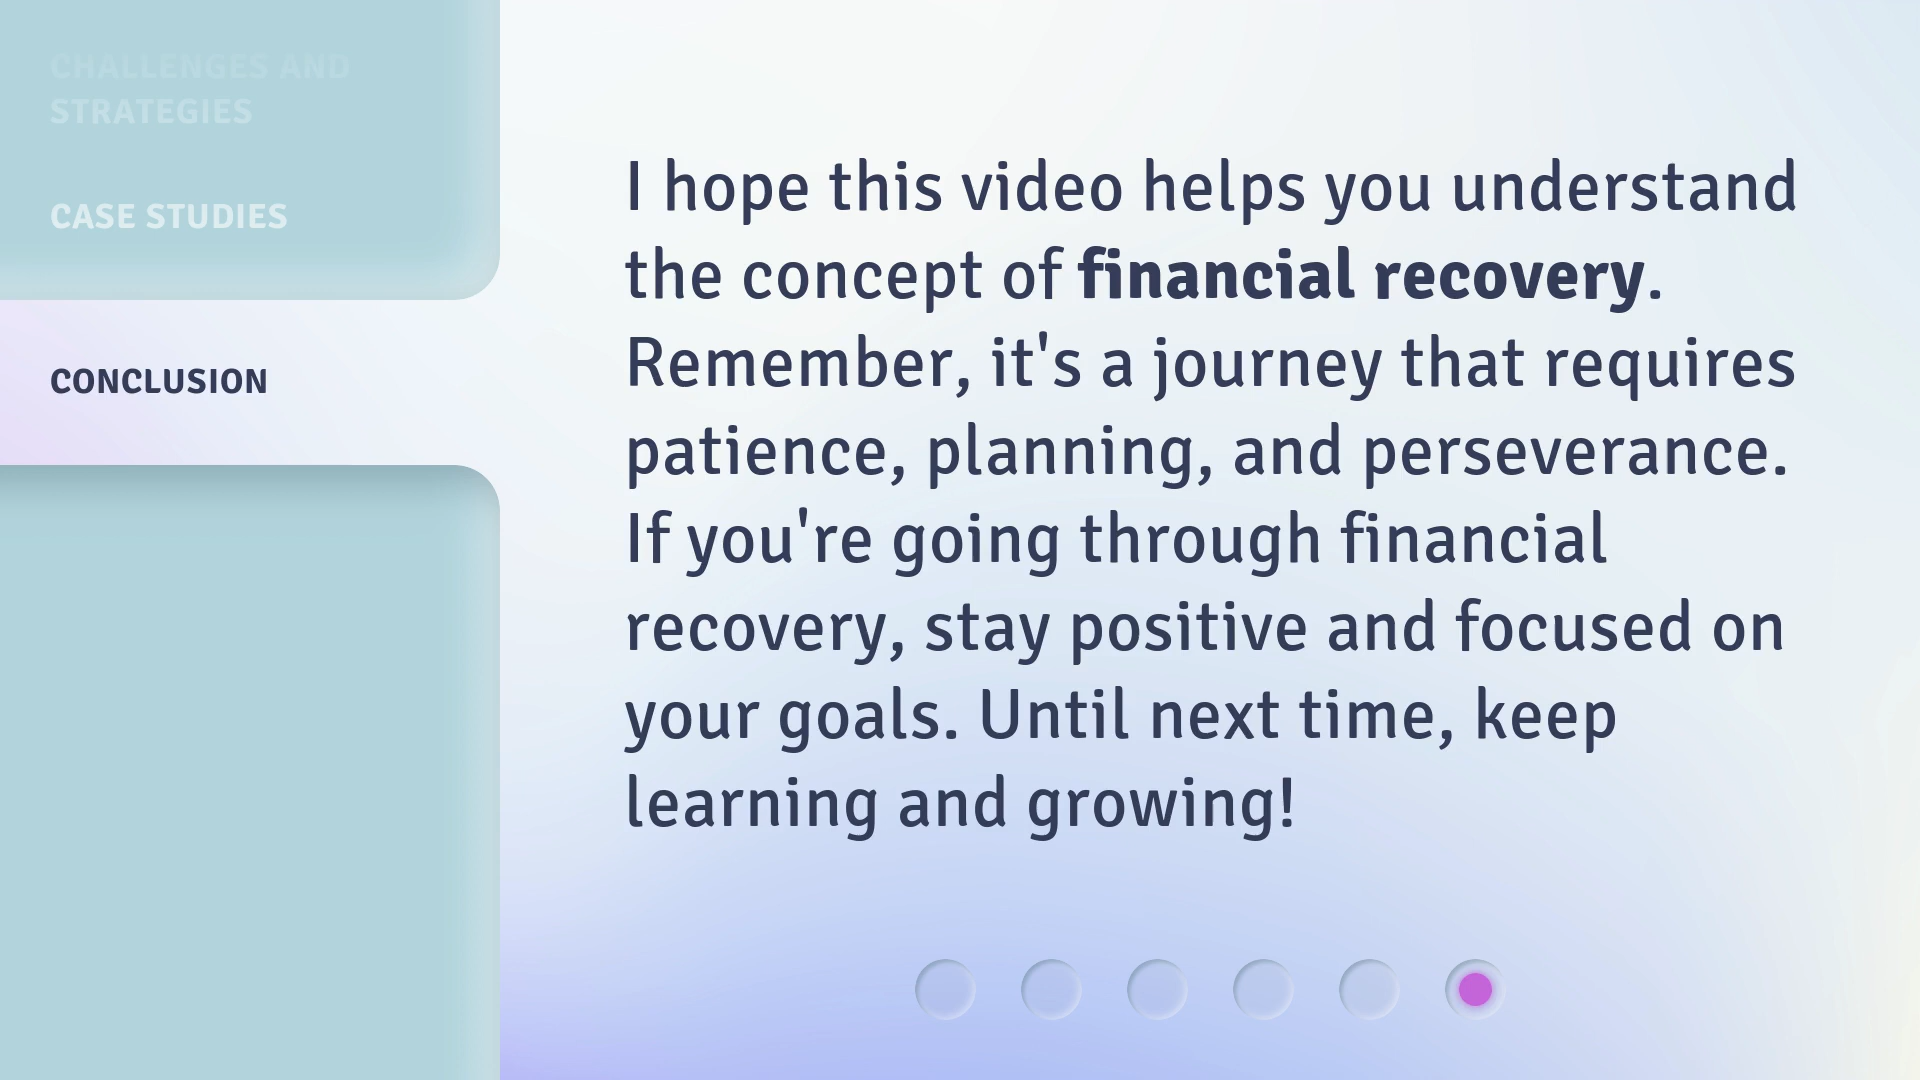 CHALLENGES AND
STRATEGIES
CASE STUDIES
CONCLUSION
I hope this video helps you understand
the concept of financial recovery.
Remember, it's a journey that requires
patience, planning, and perseverance.
If you're going through financial
recovery, stay positive and focused on
your goals. Until next time, keep
learning and growing!